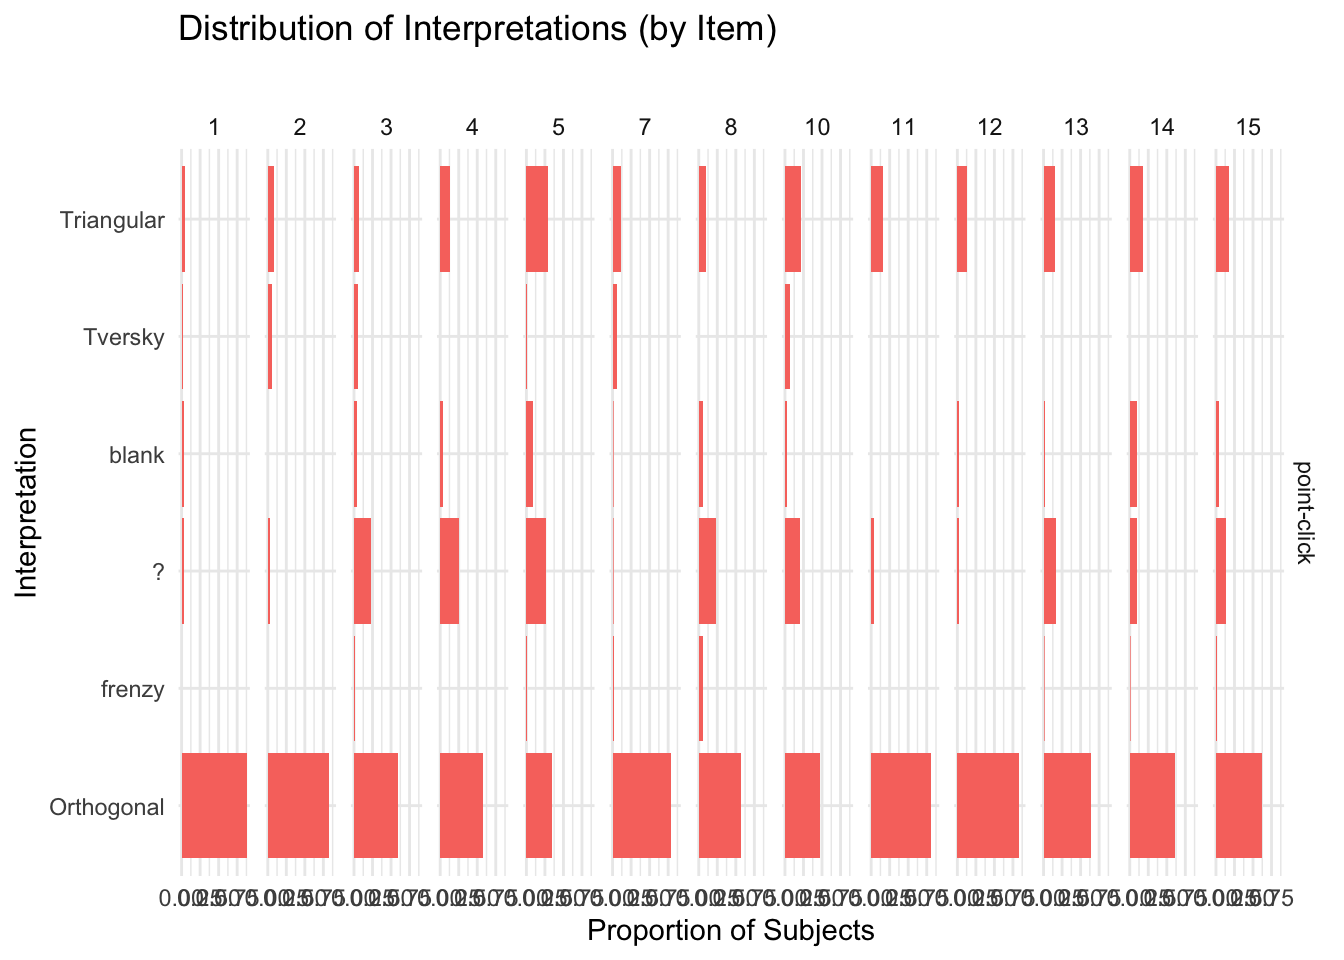 Distribution of Interpretations (by Item)
1 2 3 4 5 7 8 10 11 12 13 14 15
Triangular
Tversky
blank
?
frenzy
Orthogonal
Interpretation
point-click
Proportion of Subjects